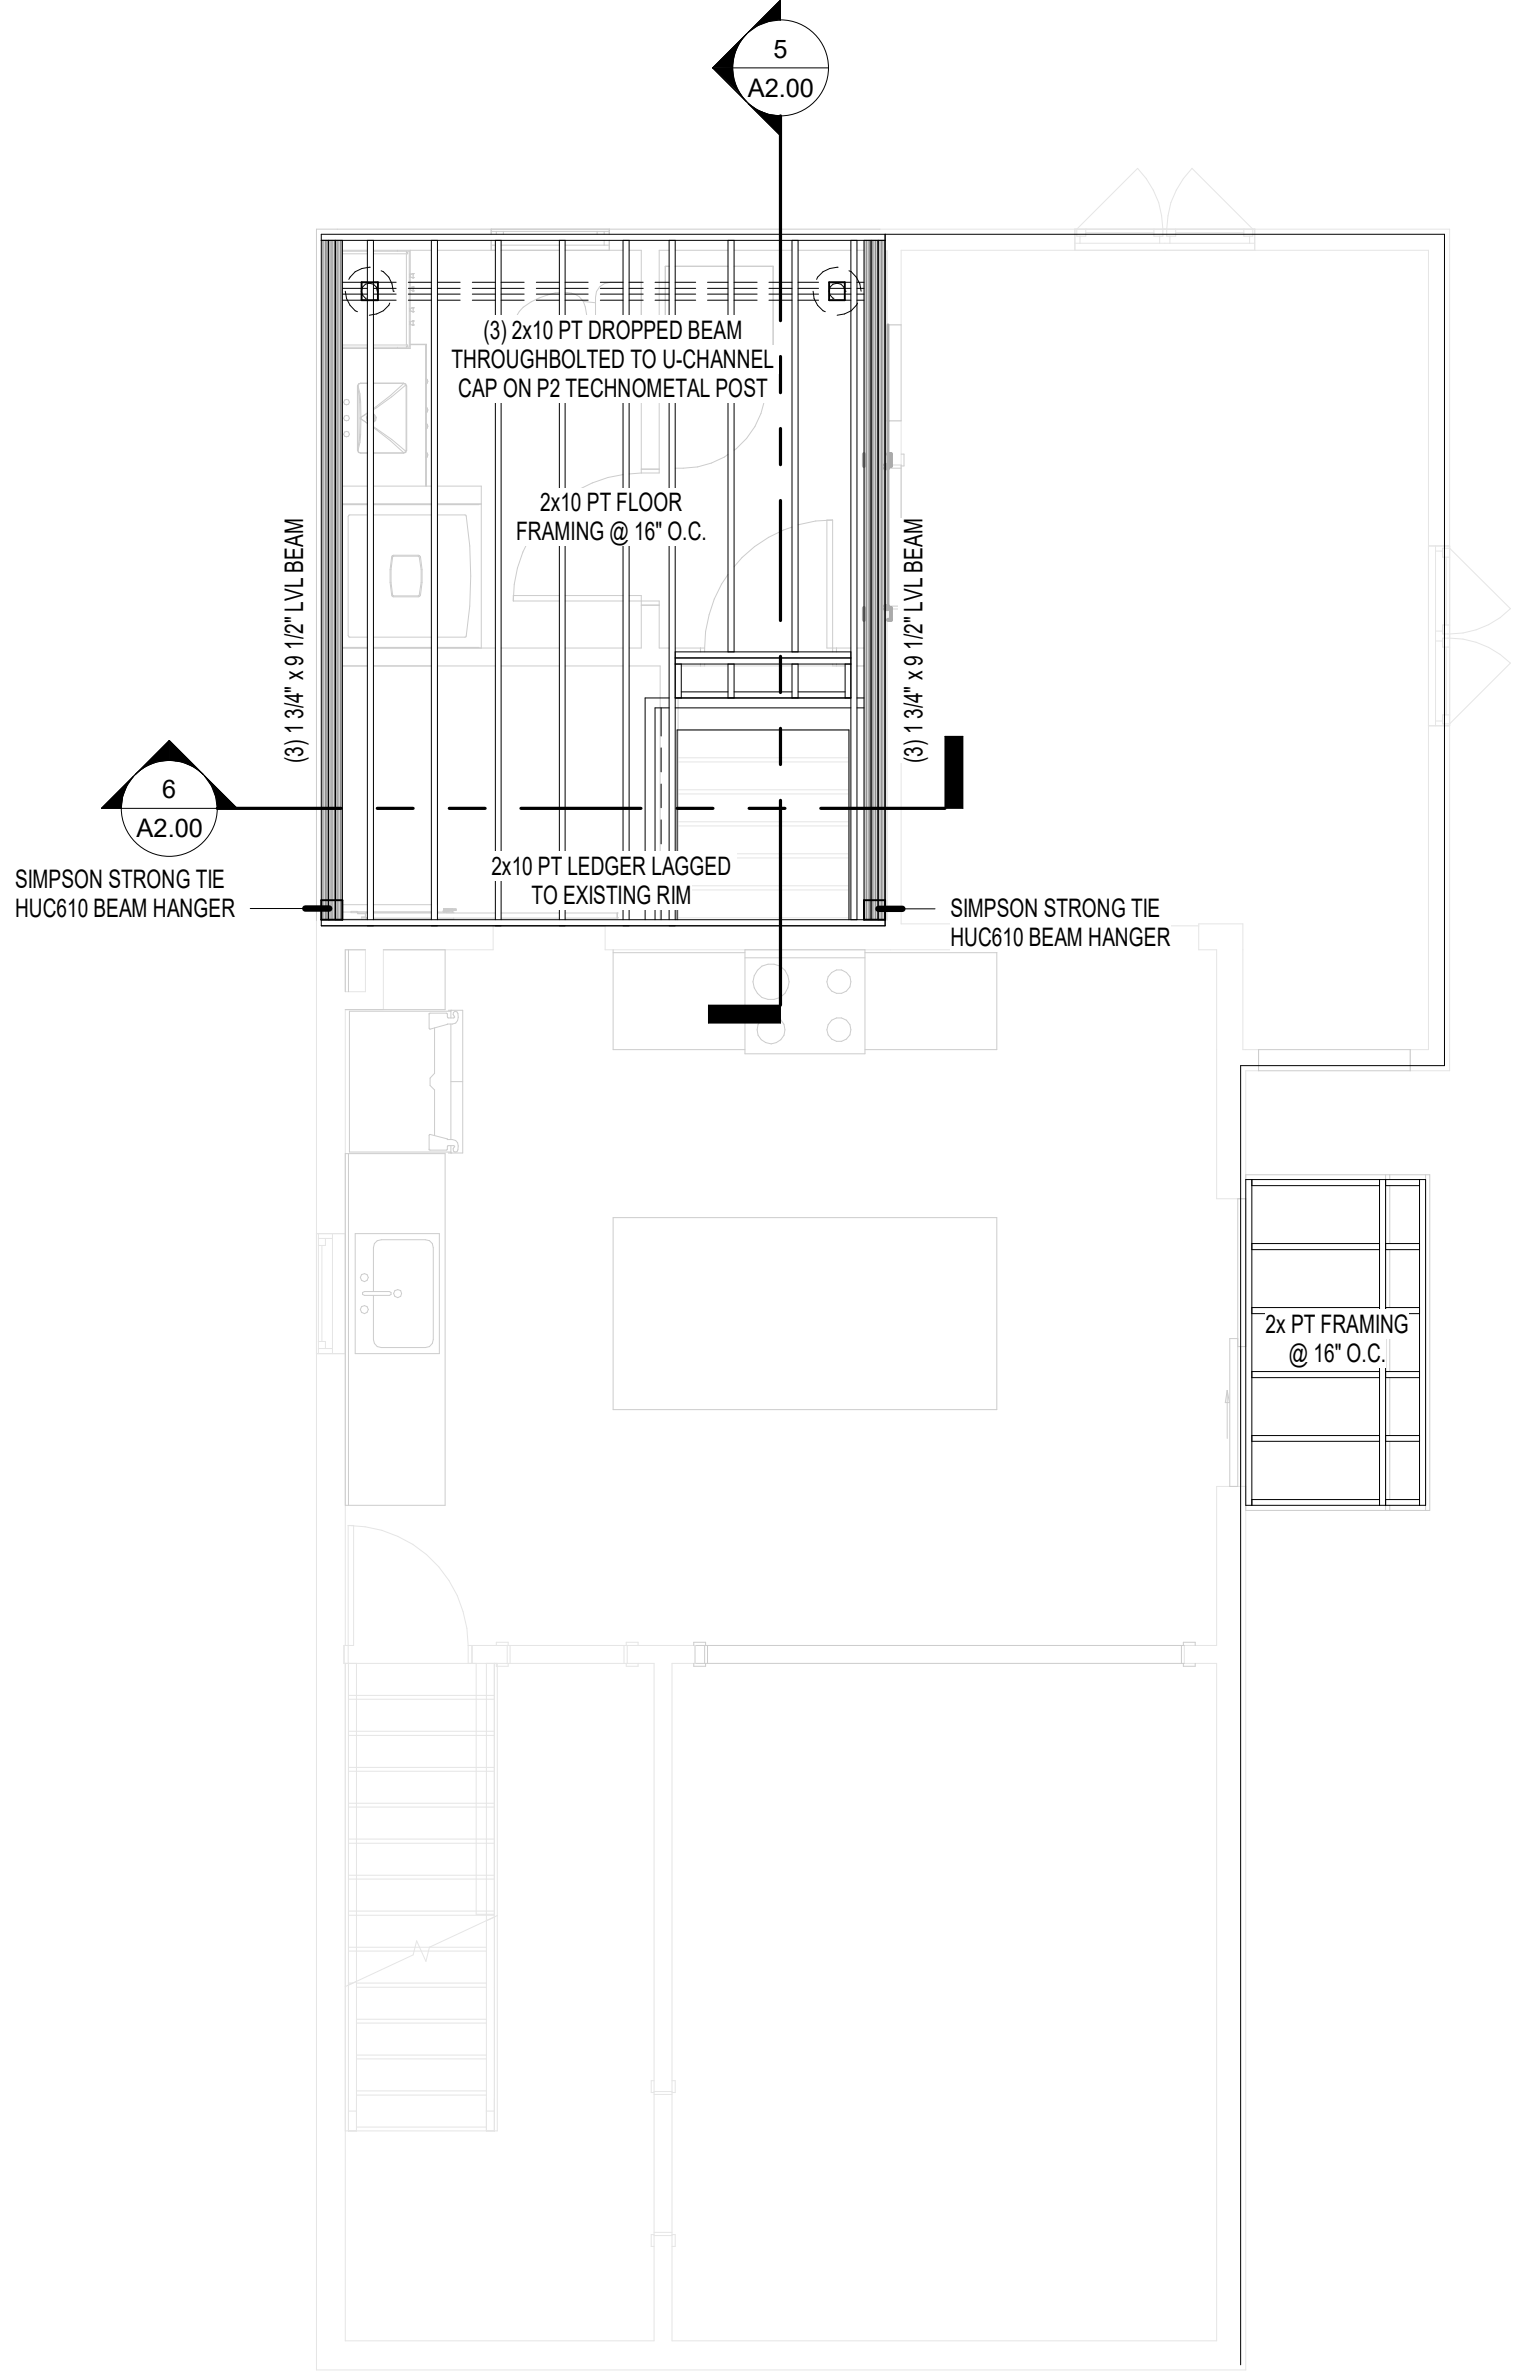 5
A2.00
(3) 2x10 PT DROPPED BEAM
THROUGHBOLTED TO U-CHANNEL
CAP ON P2 TECHNOMETAL POST
2x10 PT FLOOR
FRAMING @ 16" O.C.
(3) 1 3/4" x 9 1/2" LVL BEAM
(3) 1 3/4" x 9 1/2" LVL BEAM
6
A2.00
2x10 PT LEDGER LAGGED
TO EXISTING RIM
SIMPSON STRONG TIE
HUC610 BEAM HANGER
SIMPSON STRONG TIE
HUC610 BEAM HANGER
2x PT FRAMING
@ 16" O.C.